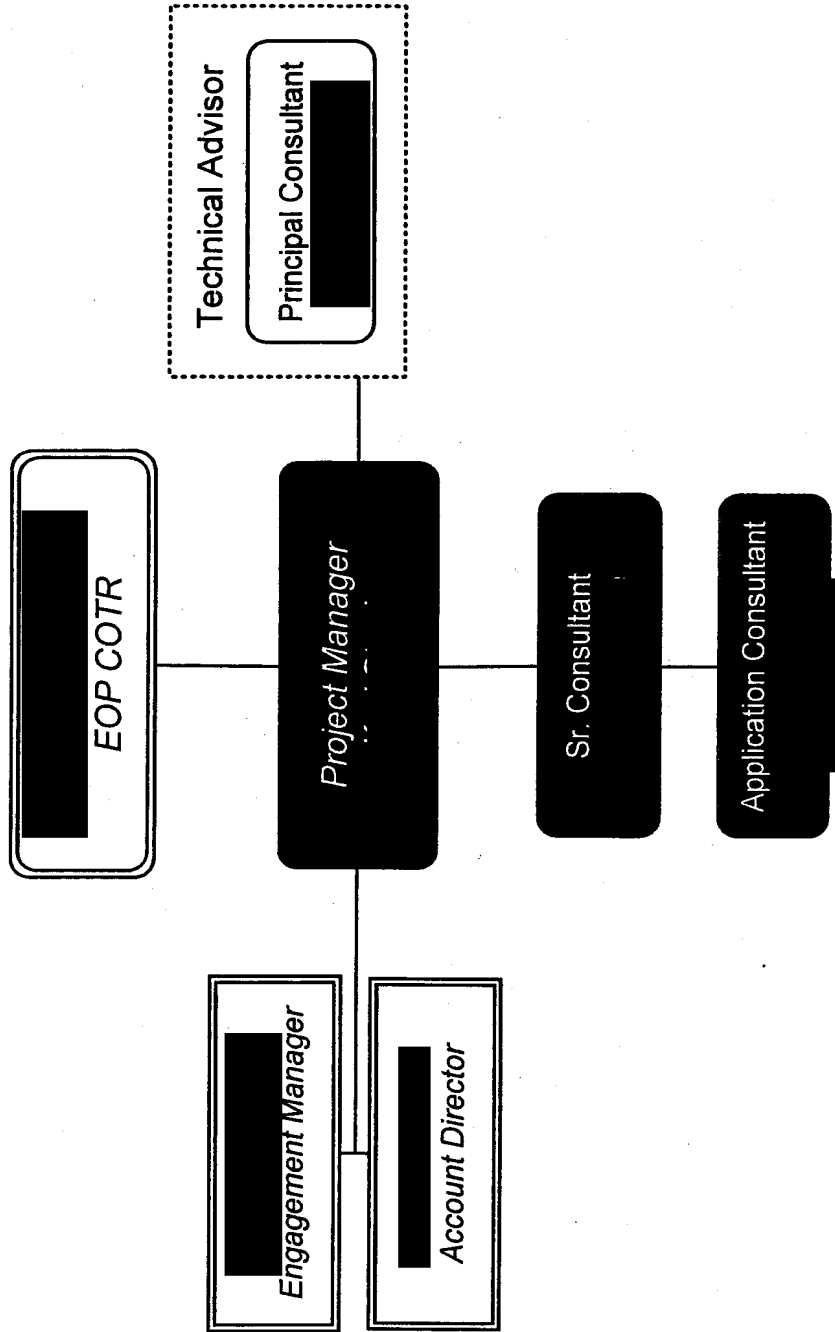 EOP COTR
Engagement Manager
Account Director
Project Manager
Technical Advisor
Principal Consultant
Sr. Consultant
Application Consultant